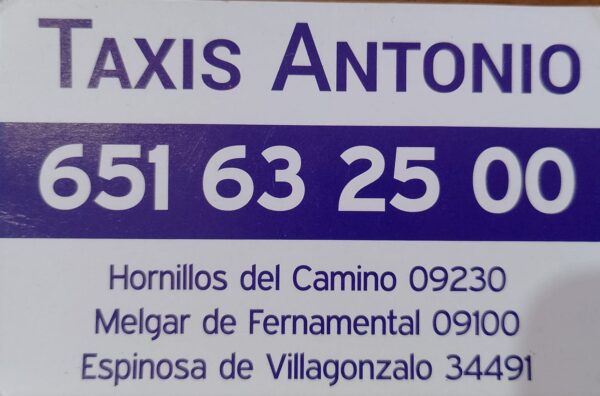 TAXIS ANTONIO
651 63 25 00
Hornillos del Camino 09230
Melgar de Fernamental 09100
Espinosa de Villagonzalo 34491